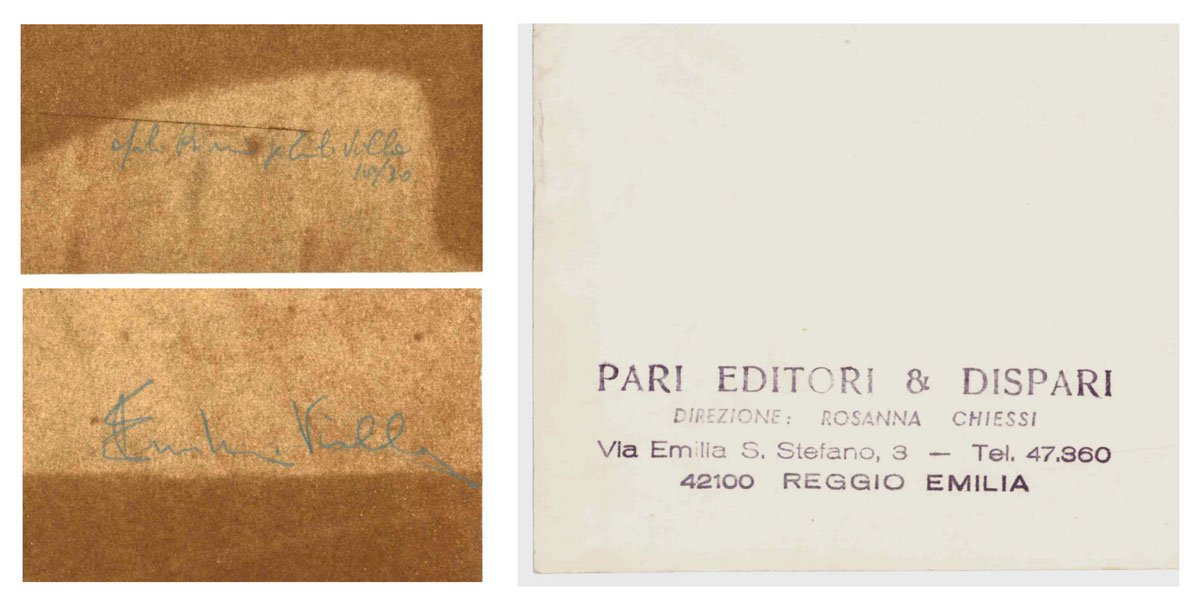 Villa
10/30
Emilio Villa
PARI EDITORI & DISPARI
DIREZIONE: ROSANNA CHIESSI
Via Emilia S. Stefano, 3 — Tel. 47.360
42100 REGGIO EMILIA